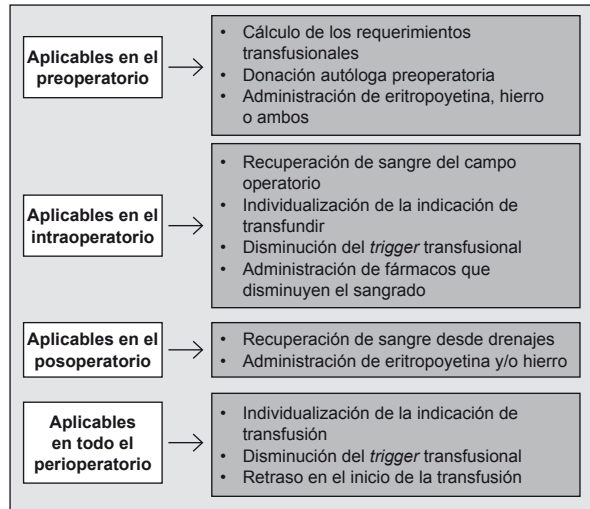 Aplicables en el
preoperatorio
• Cálculo de los requerimientos
transfusionales
• Donación autóloga preoperatoria
• Administración de eritropoyetina, hierro
o ambos
Aplicables en el
intraoperatorio
• Recuperación de sangre del campo
operatorio
• Individualización de la indicación de
transfundir
• Disminución del trigger transfusional
• Administración de fármacos que
disminuyen el sangrado
Aplicables en el
posoperatorio
• Recuperación de sangre desde drenajes
• Administración de eritropoyetina y/o hierro
Aplicables
en todo el
perioperatorio
• Individualización de la indicación de
transfusión
• Disminución del trigger transfusional
• Retraso en el inicio de la transfusión